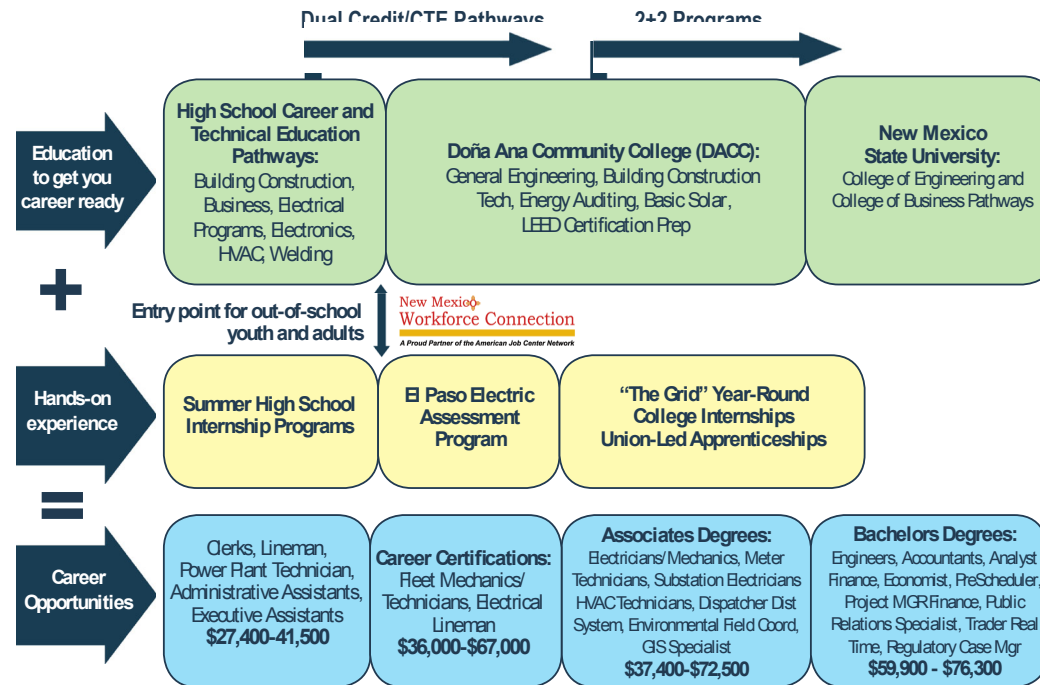 Dual Credit/CTE Pathways
2+2 Programs
Education
to get you
career ready
High School Career and
Technical Education
Pathways:
Building Construction,
Business, Electrical
Programs, Electronics,
HVAC, Welding
Doña Ana Community College (DACC):
General Engineering, Building Construction
Tech, Energy Auditing, Basic Solar,
LEED Certification Prep
New Mexico
State University:
College of Engineering and
College of Business Pathways
+
Entry point for out-of-school
youth and adults
New Mexico
Workforce Connection
A Proud Partner of the American Job Center Network
Hands-on
experience
Summer High School
Internship Programs
El Paso Electric
Assessment
Program
“The Grid” Year-Round
College Internships
Union-Led Apprenticeships
=
Career
Opportunities
Clerks, Lineman,
Power Plant Technician,
Administrative Assistants,
Executive Assistants
$27,400-41,500
Career Certifications:
Fleet Mechanics/
Technicians, Electrical
Lineman
$36,000-$67,000
Associates Degrees:
Electricians/Mechanics, Meter
Technicians, Substation Electricians
HVAC Technicians, Dispatcher Dist
System, Environmental Field Coord,
GIS Specialist
$37,400-$72,500
Bachelors Degrees:
Engineers, Accountants, Analyst
Finance, Economist, PreScheduler,
Project MGR Finance, Public
Relations Specialist, Trader Real
Time, Regulatory Case Mgr
$59,900 - $76,300